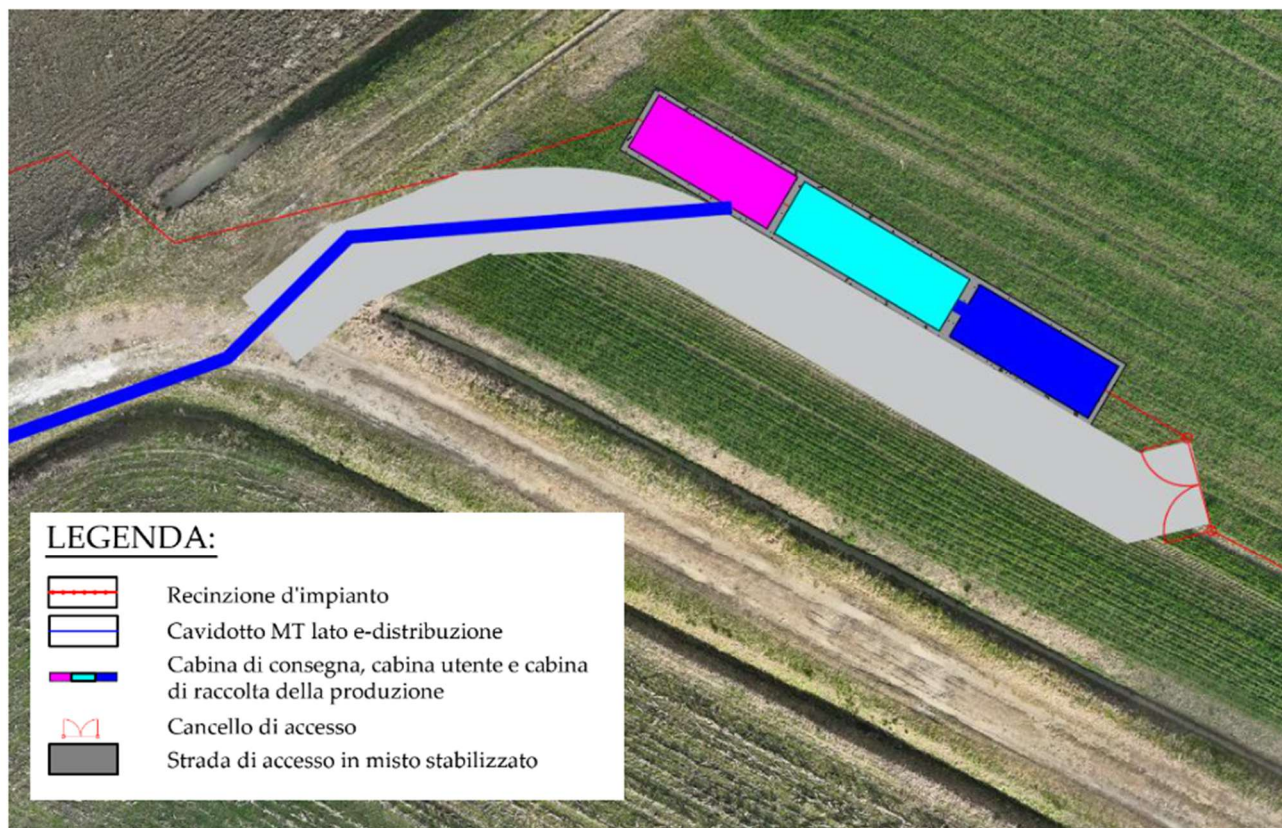 LEGENDA:
Recinzione d'impianto
Cavidotto MT lato e-distribuzione
Cabina di consegna, cabina utente e cabina
di raccolta della produzione
Cancello di accesso
Strada di accesso in misto stabilizzato